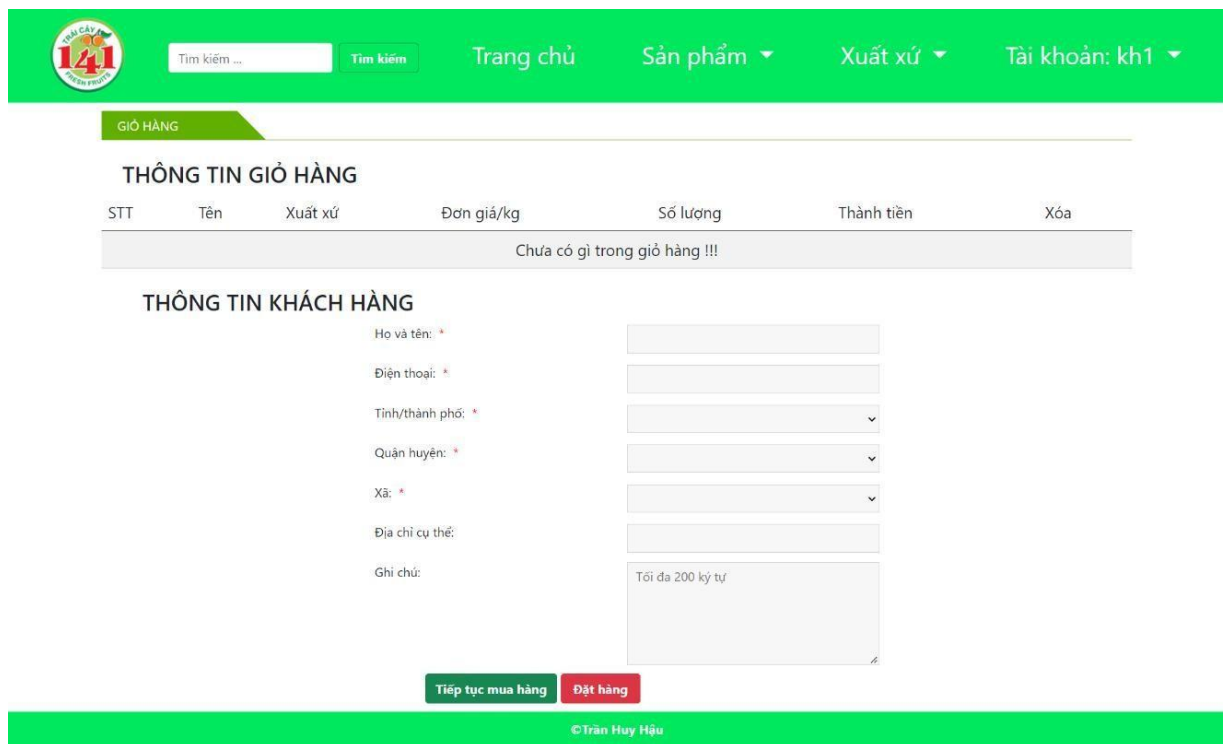 TRÁI CÂY
141
FRESH FRUITS
Tìm kiếm ...
Tìm kiếm
Trang chủ
Sản phẩm
Xuất xứ
Tài khoản: kh1
GIỎ HÀNG
THÔNG TIN GIỎ HÀNG
STT Tên Xuất xứ Đơn giá/kg Số lượng Thành tiền Xóa
Chưa có gì trong giỏ hàng !!!
THÔNG TIN KHÁCH HÀNG
Họ và tên: *
Điện thoại: *
Tỉnh/thành phố: *
Quận huyện: *
Xã: *
Địa chỉ cụ thể:
Ghi chú:
Tối đa 200 ký tự
Tiếp tục mua hàng Đặt hàng
©Trần Huy Hậu